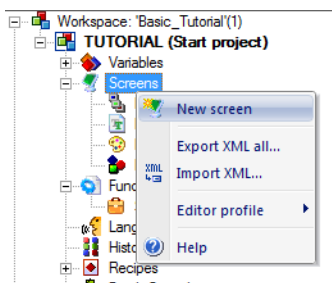 Workspace: 'Basic_Tutorial'(1)
TUTORIAL (Start project)
Variables
Screens
New screen
Export XML all...
XML
Import XML...
Func
Editor profile
Lang
Histo
Help
Recipes